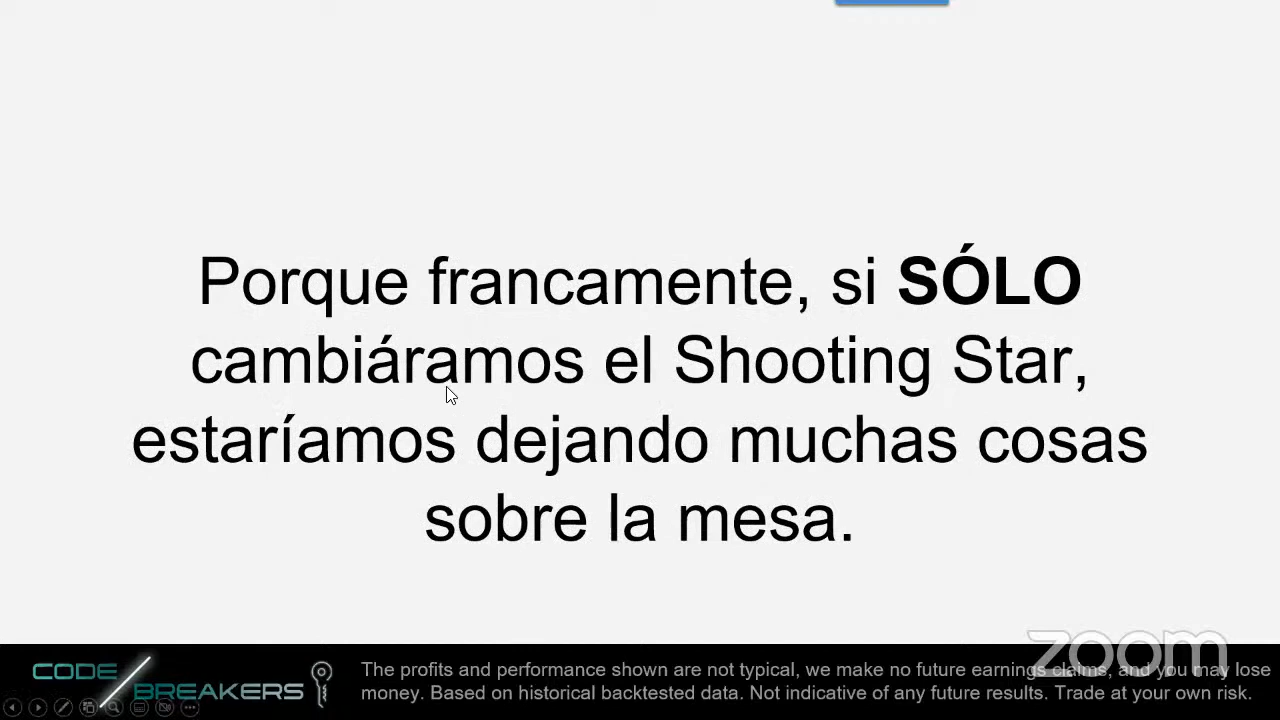 Porque francamente, si SÓLO
cambiáramos el Shooting Star,
estaríamos dejando muchas cosas
sobre la mesa.
zoom
CODE
BREAKERS
The profits and performance shown are not typical, we make no future earnings claims, and you may lose
money. Based on historical backtested data. Not indicative of any future results. Trade at your own risk.